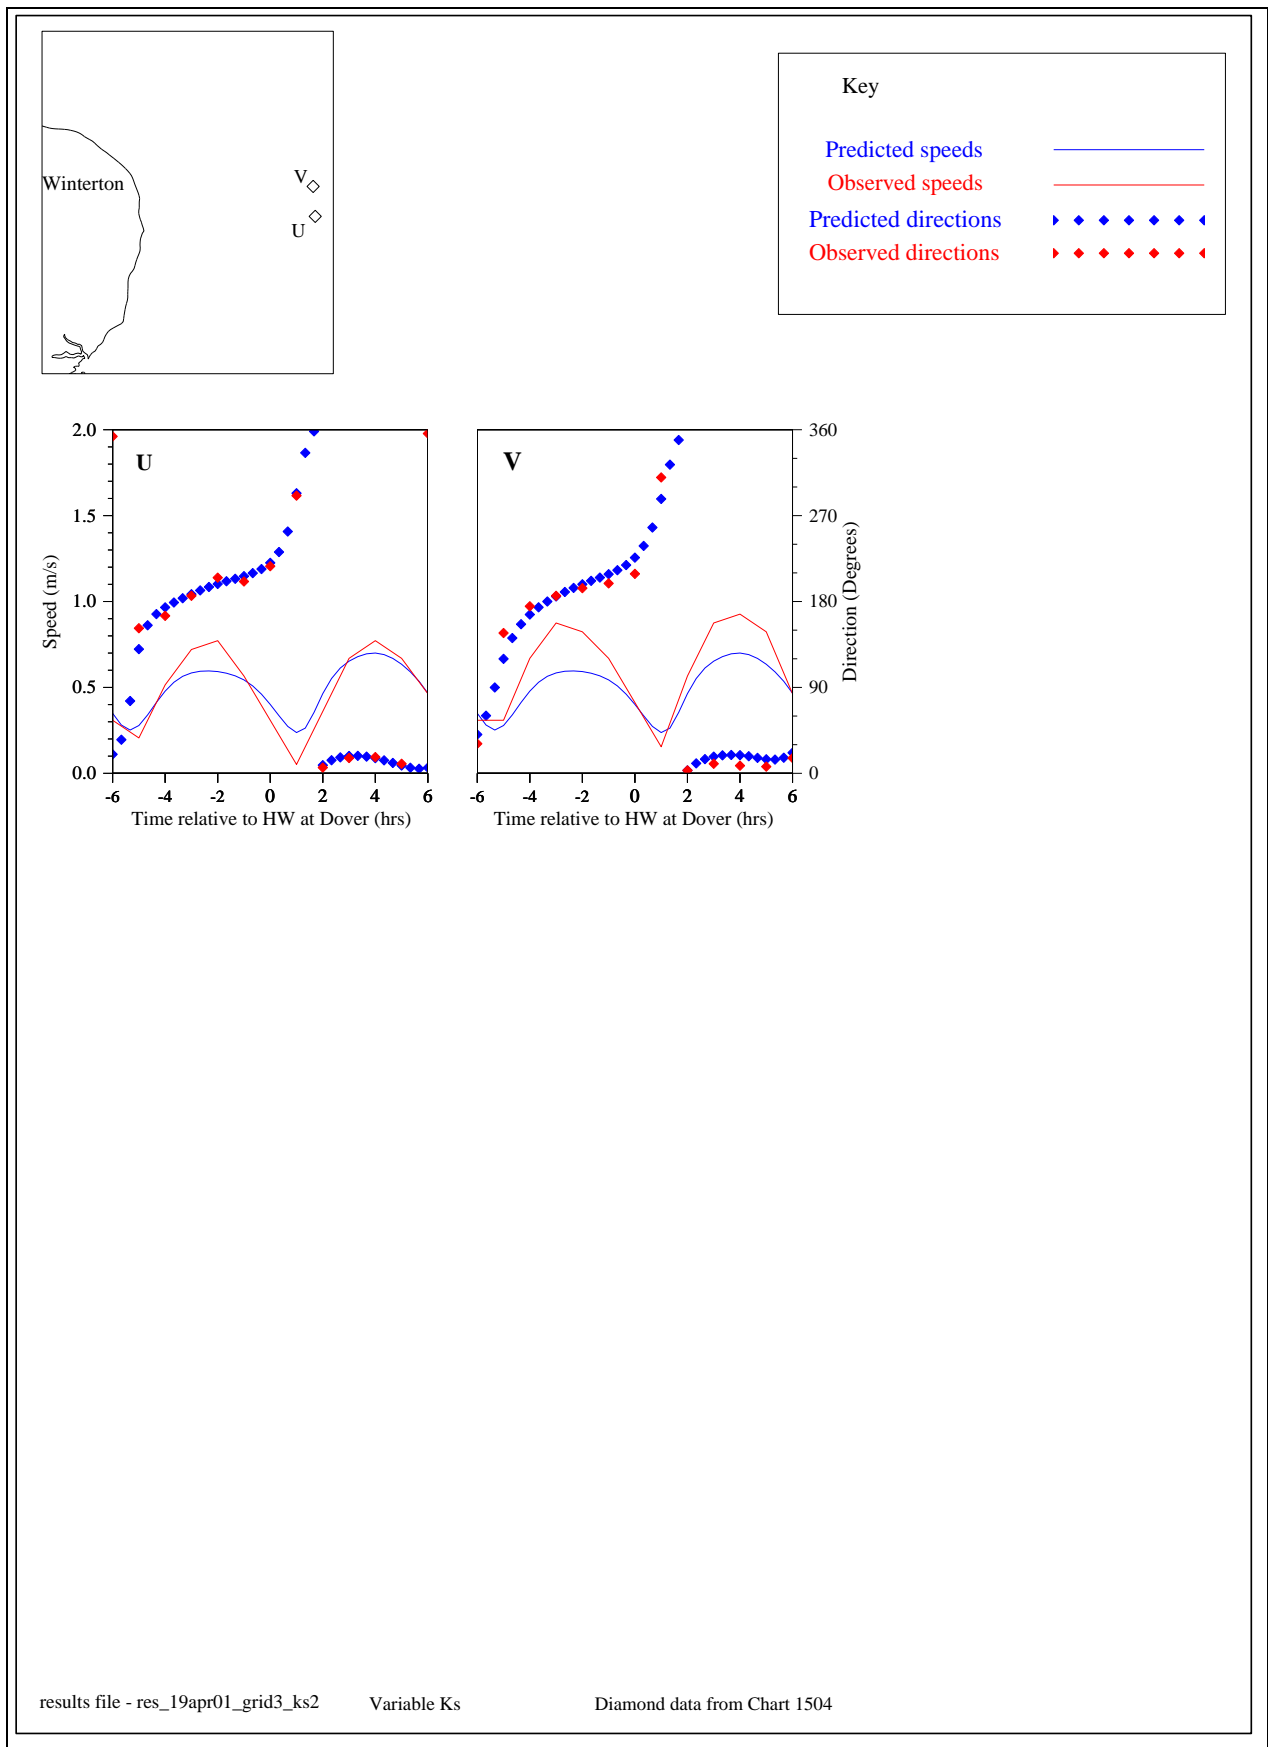 Winterton
V
U
Key
Predicted speeds
Observed speeds
Predicted directions
Observed directions
U
V
2.0
1.5
1.0
0.5
0.0
Speed (m/s)
-6 -4 -2 0 2 4 6
Time relative to HW at Dover (hrs)
-6 -4 -2 0 2 4 6
Time relative to HW at Dover (hrs)
360
270
180
90
0
Direction (Degrees)
results file - res_19apr01_grid3_ks2 Variable Ks Diamond data from Chart 1504